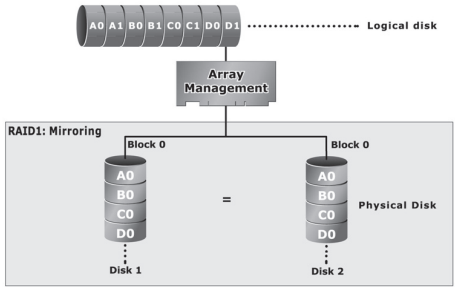 A0 A1 B0 B1 C0 C1 D0 D1
Logical disk
Array
Management
RAID1: Mirroring
Block 0
Block 0
A0
B0
C0
D0
=
A0
B0
C0
D0
Physical Disk
Disk 1
Disk 2